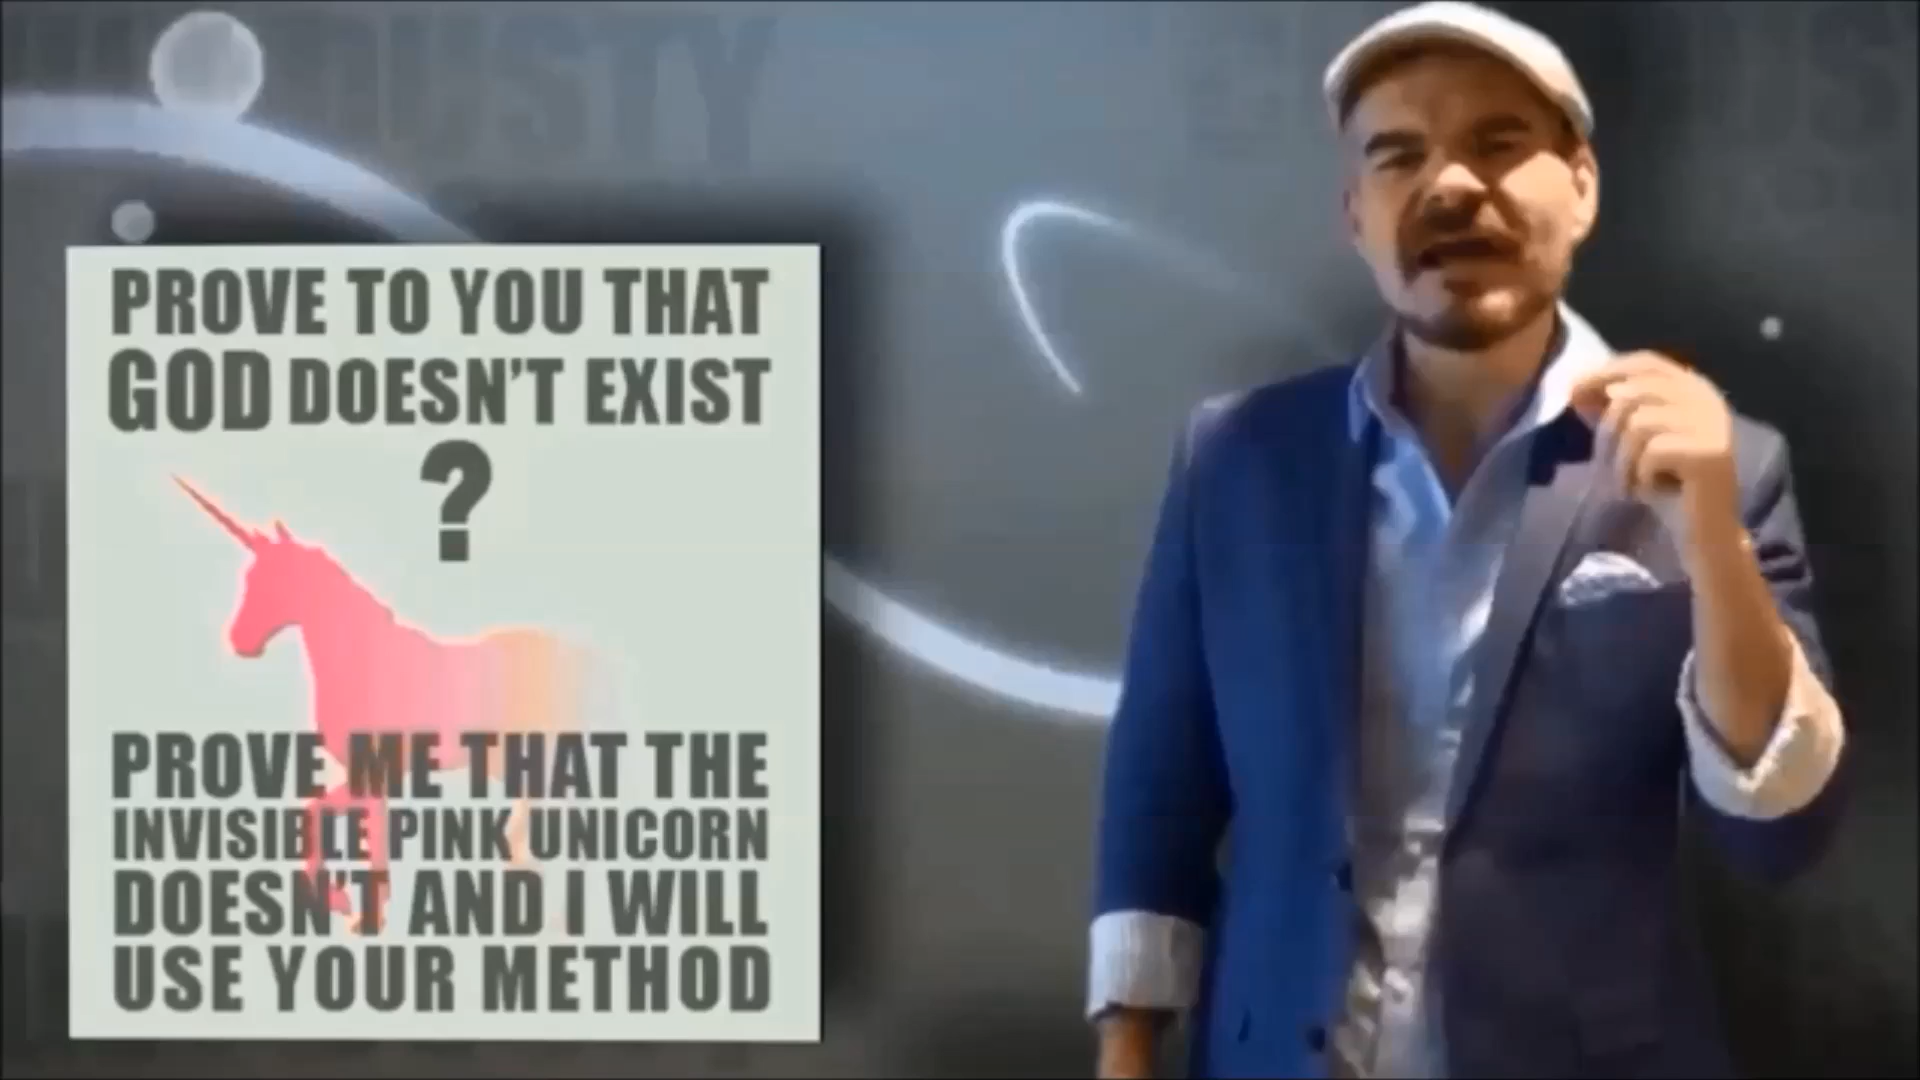 DUSTY
PROVE TO YOU THAT
GOD DOESN'T EXIST
?
PROVE ME THAT THE
INVISIBLE PINK UNICORN
DOESN'T AND I WILL
USE YOUR METHOD